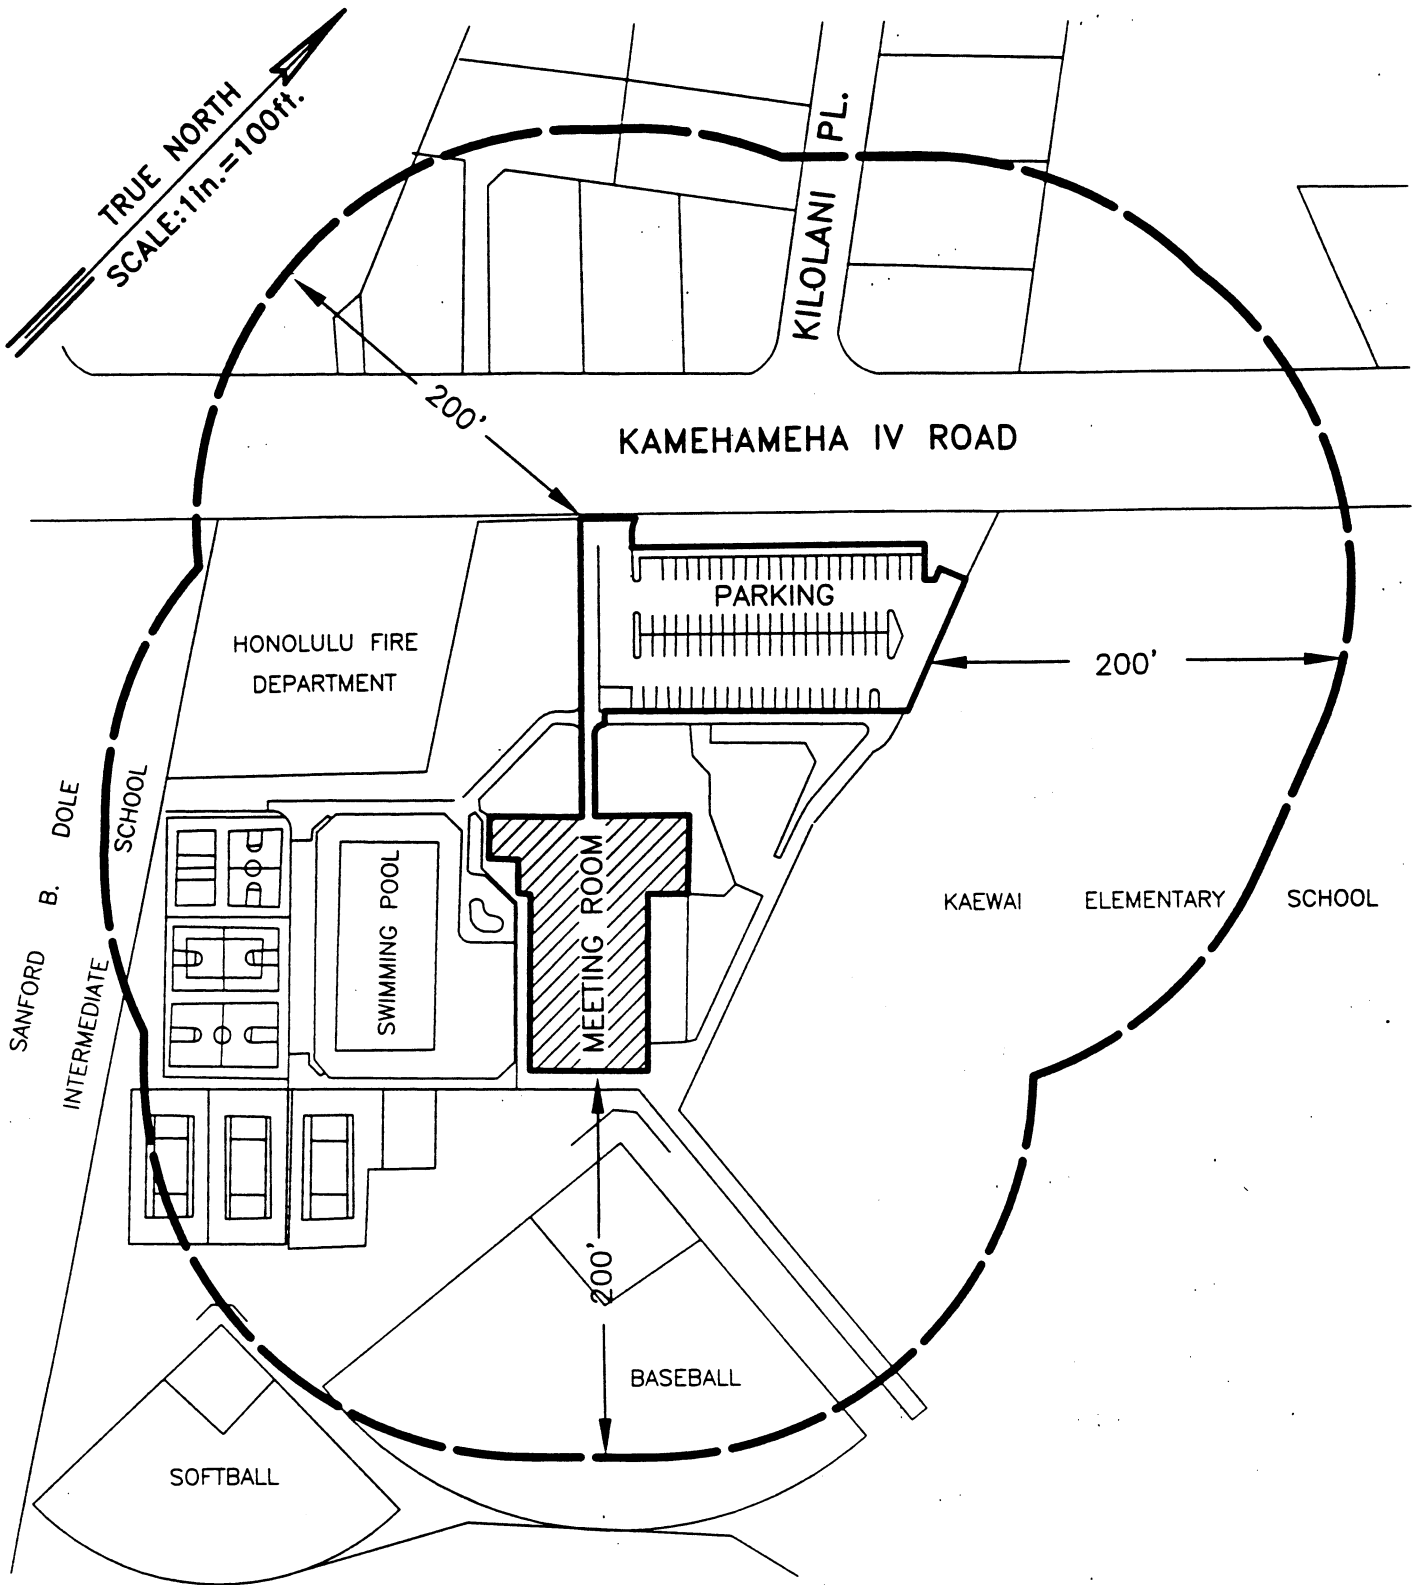 TRUE NORTH
SCALE:1in.=100ft.
KILOLANI PL.
200'
KAMEHAMEHA IV ROAD
PARKING
HONOLULU FIRE
DEPARTMENT
200'
SANFORD B. DOLE
INTERMEDIATE SCHOOL
SWIMMING POOL
MEETING ROOM
KAEWAI ELEMENTARY SCHOOL
200'
BASEBALL
SOFTBALL